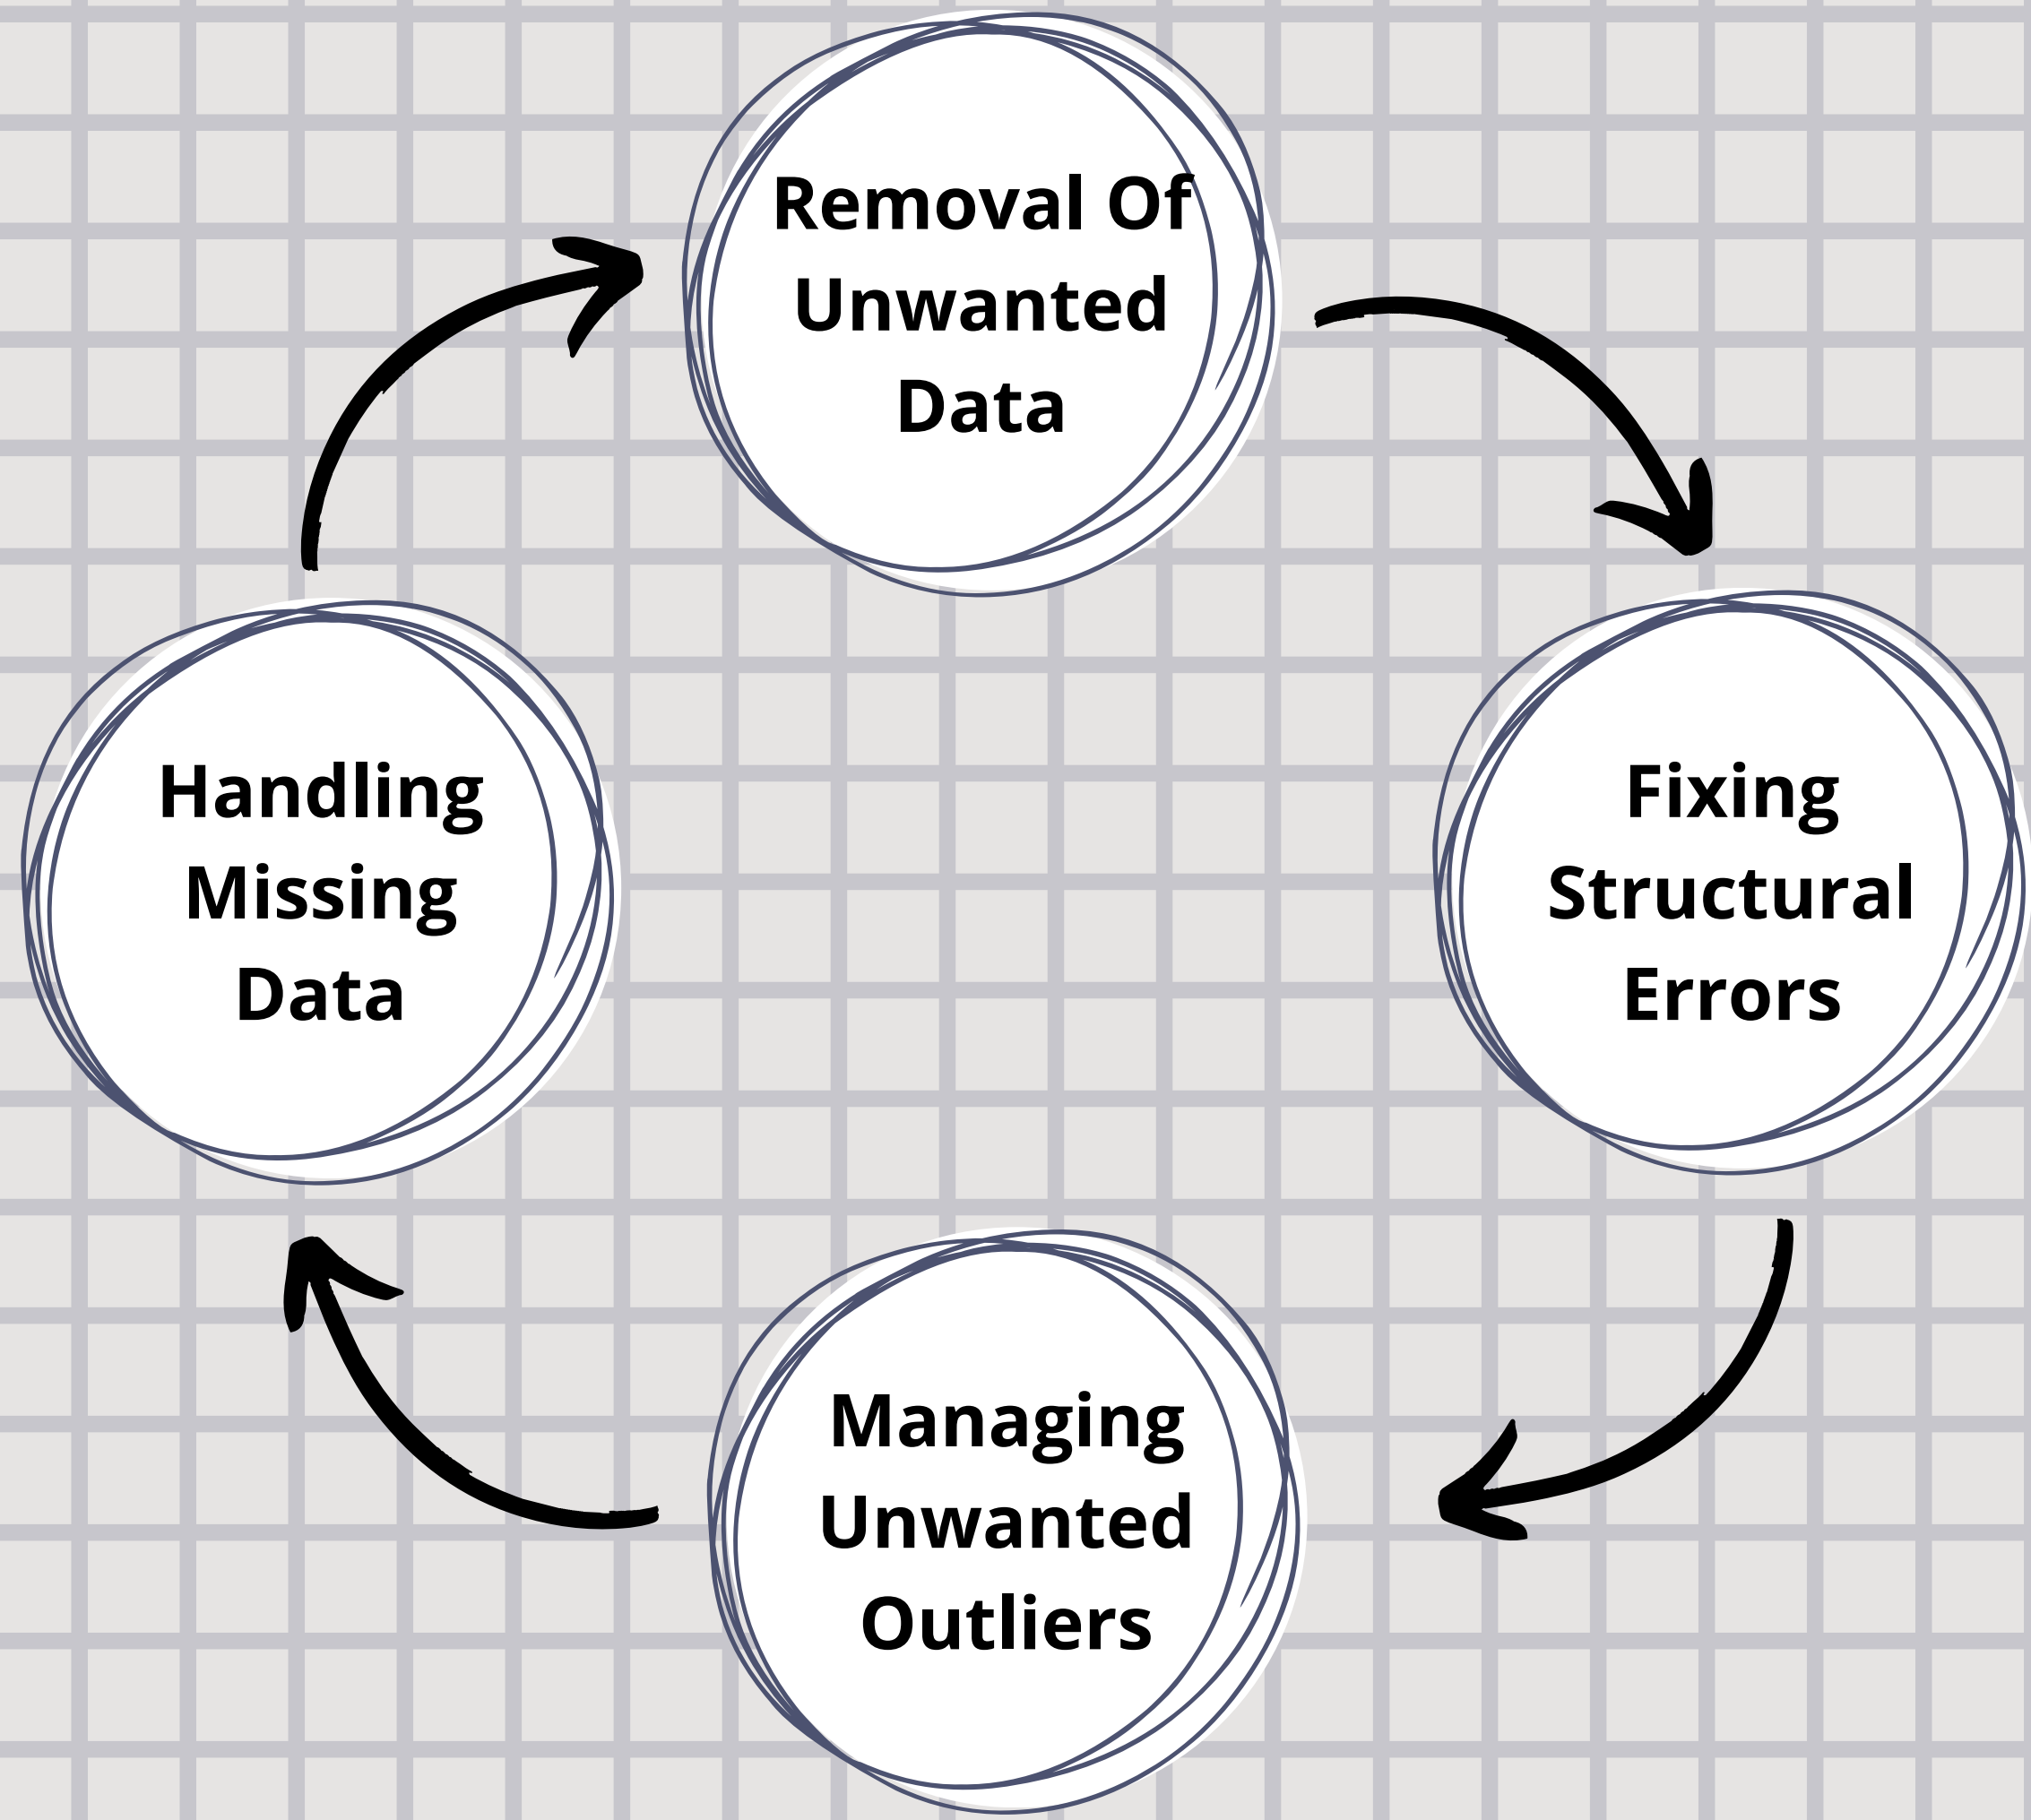 Removal Of
Unwanted
Data
Handling
Missing
Data
Fixing
Structural
Errors
Managing
Unwanted
Outliers